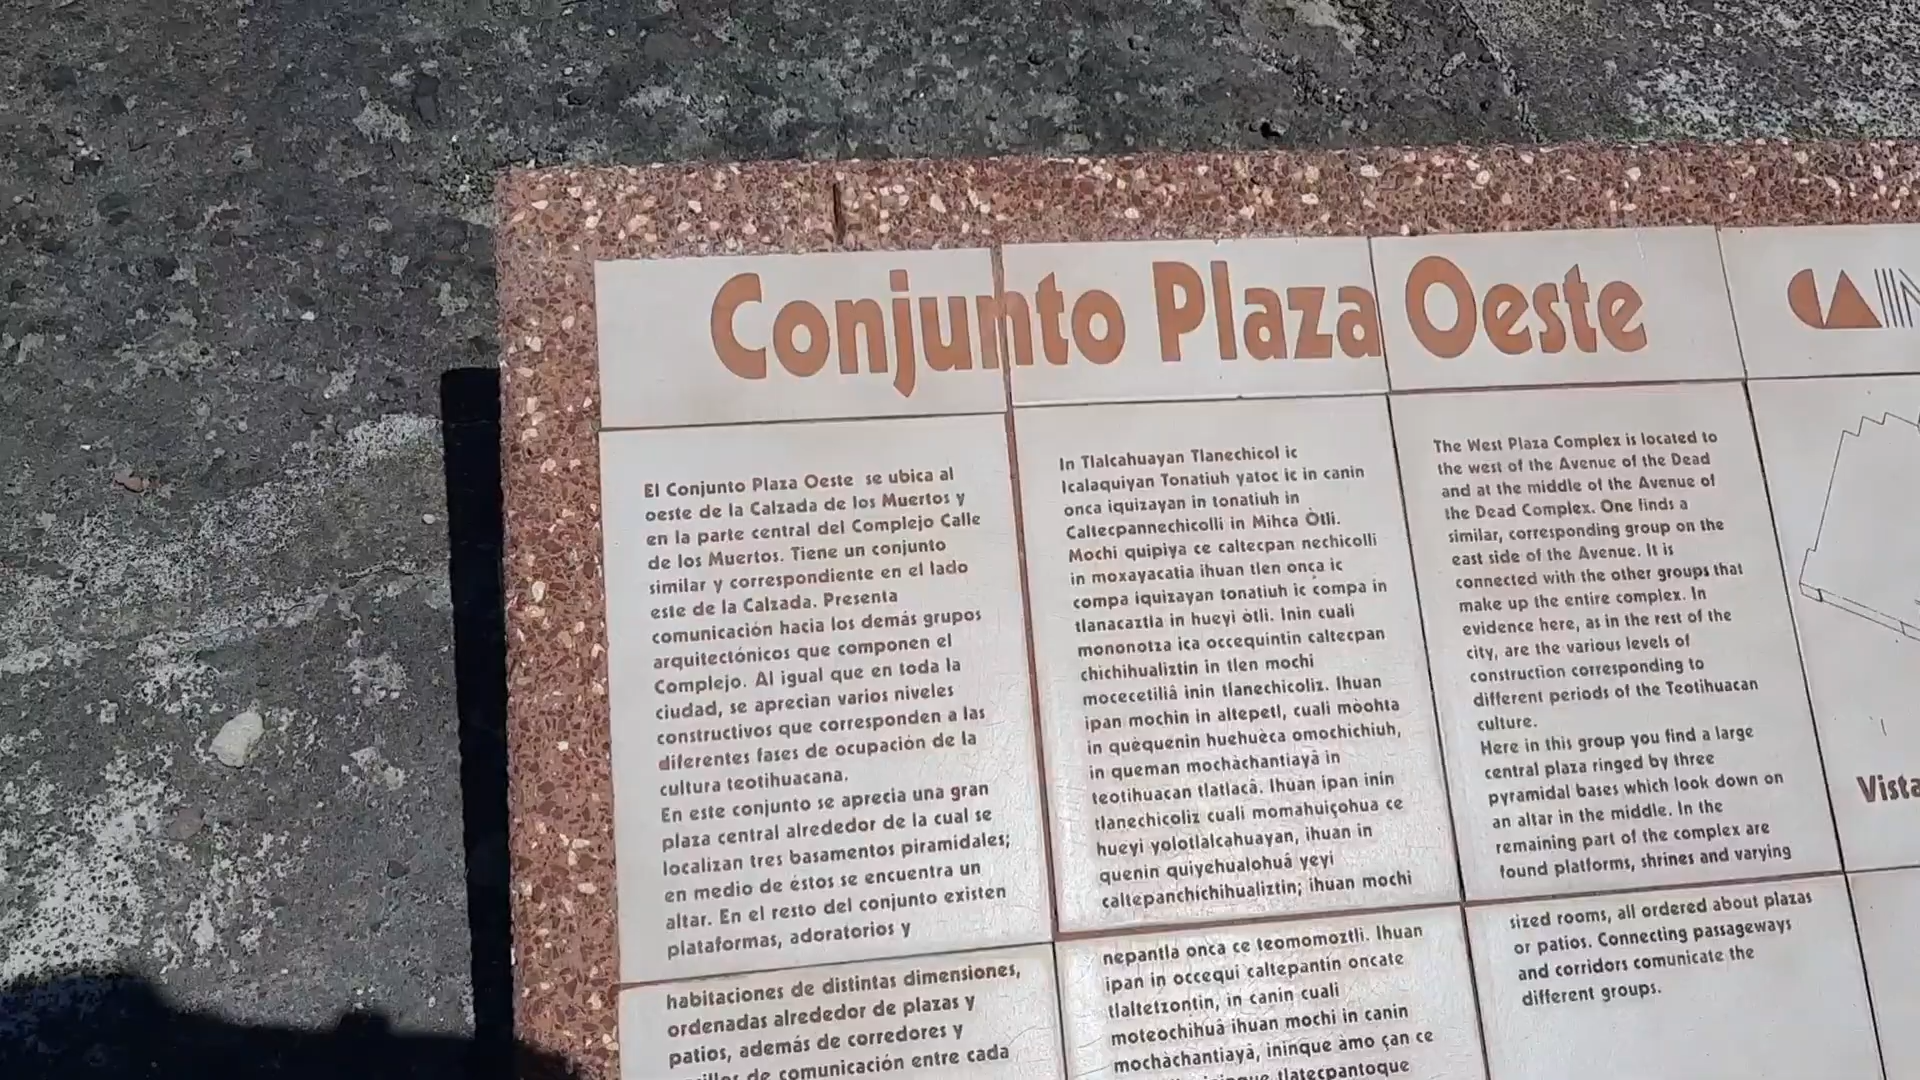 Conjunto Plaza Oeste
El Conjunto Plaza Oeste se ubica al
oeste de la Calzada de los Muertos y
en la parte central del Complejo Calle
de los Muertos. Tiene un conjunto
similar y correspondiente en el lado
este de la Calzada. Presenta
comunicación hacia los demás grupos
arquitectónicos que componen el
Complejo. Al igual que en toda la
ciudad, se aprecian varios niveles
constructivos que corresponden a las
diferentes fases de ocupación de la
cultura teotihuacana.
En este conjunto se aprecia una gran
plaza central alrededor de la cual se
localizan tres basamentos piramidales;
en medio de éstos se encuentra un
altar. En el resto del conjunto existen
plataformas, adoratorios y
habitaciones de distintas dimensiones,
ordenadas alrededor de plazas y
patios, además de corredores y
de comunicación entre cada
In Tlalcahuayan Tlanechicol ic
Icalaquiyan Tonatiuh yatoc ic in canin
onca iquizayan in tonatiuh in
Caltecpannechicolli in Mihca Òtli.
Mochi quipiya ce caltecpan nechicolli
in moxayacatia ihuan tlen onça ic
compa iquizayan tonatiuh ic compa in
tlanacaztla in hueyi òtli. Inin cuali
mononotza ica occequintin caltecpan
chichihualiztin in tlen mochi
mocecetiliâ inin tlanechicoliz. Ihuan
ipan mochin in altepetl, cuali mòohta
in quèquenin huehuèca omochichiuh,
in queman mochàchantiayâ in
teotihuacan tlatlacâ. Ihuan ipan inin
tlanechicoliz cuali momahuiçohua ce
hueyi yolotlalcahuayan, ihuan in
quenin quiyehualohuâ yeyi
caltepanchichihualiztin; ihuan mochi
nepantla onca ce teomomoztli. Ihuan
ipan in occequi caltepantin oncate
tlaltetzontin, in canin cuali
moteochihuâ ihuan mochi in canin
mochàchantiayâ, ininque àmo çan ce
tlatecpantoque
The West Plaza Complex is located to
the west of the Avenue of the Dead
and at the middle of the Avenue of
the Dead Complex. One finds a
similar, corresponding group on the
east side of the Avenue. It is
connected with the other groups that
make up the entire complex. In
evidence here, as in the rest of the
city, are the various levels of
construction corresponding to
different periods of the Teotihuacan
culture.
Here in this group you find a large
central plaza ringed by three
pyramidal bases which look down on
an altar in the middle. In the
remaining part of the complex are
found platforms, shrines and varying
sized rooms, all ordered about plazas
or patios. Connecting passageways
and corridors comunicate the
different groups.
Vista